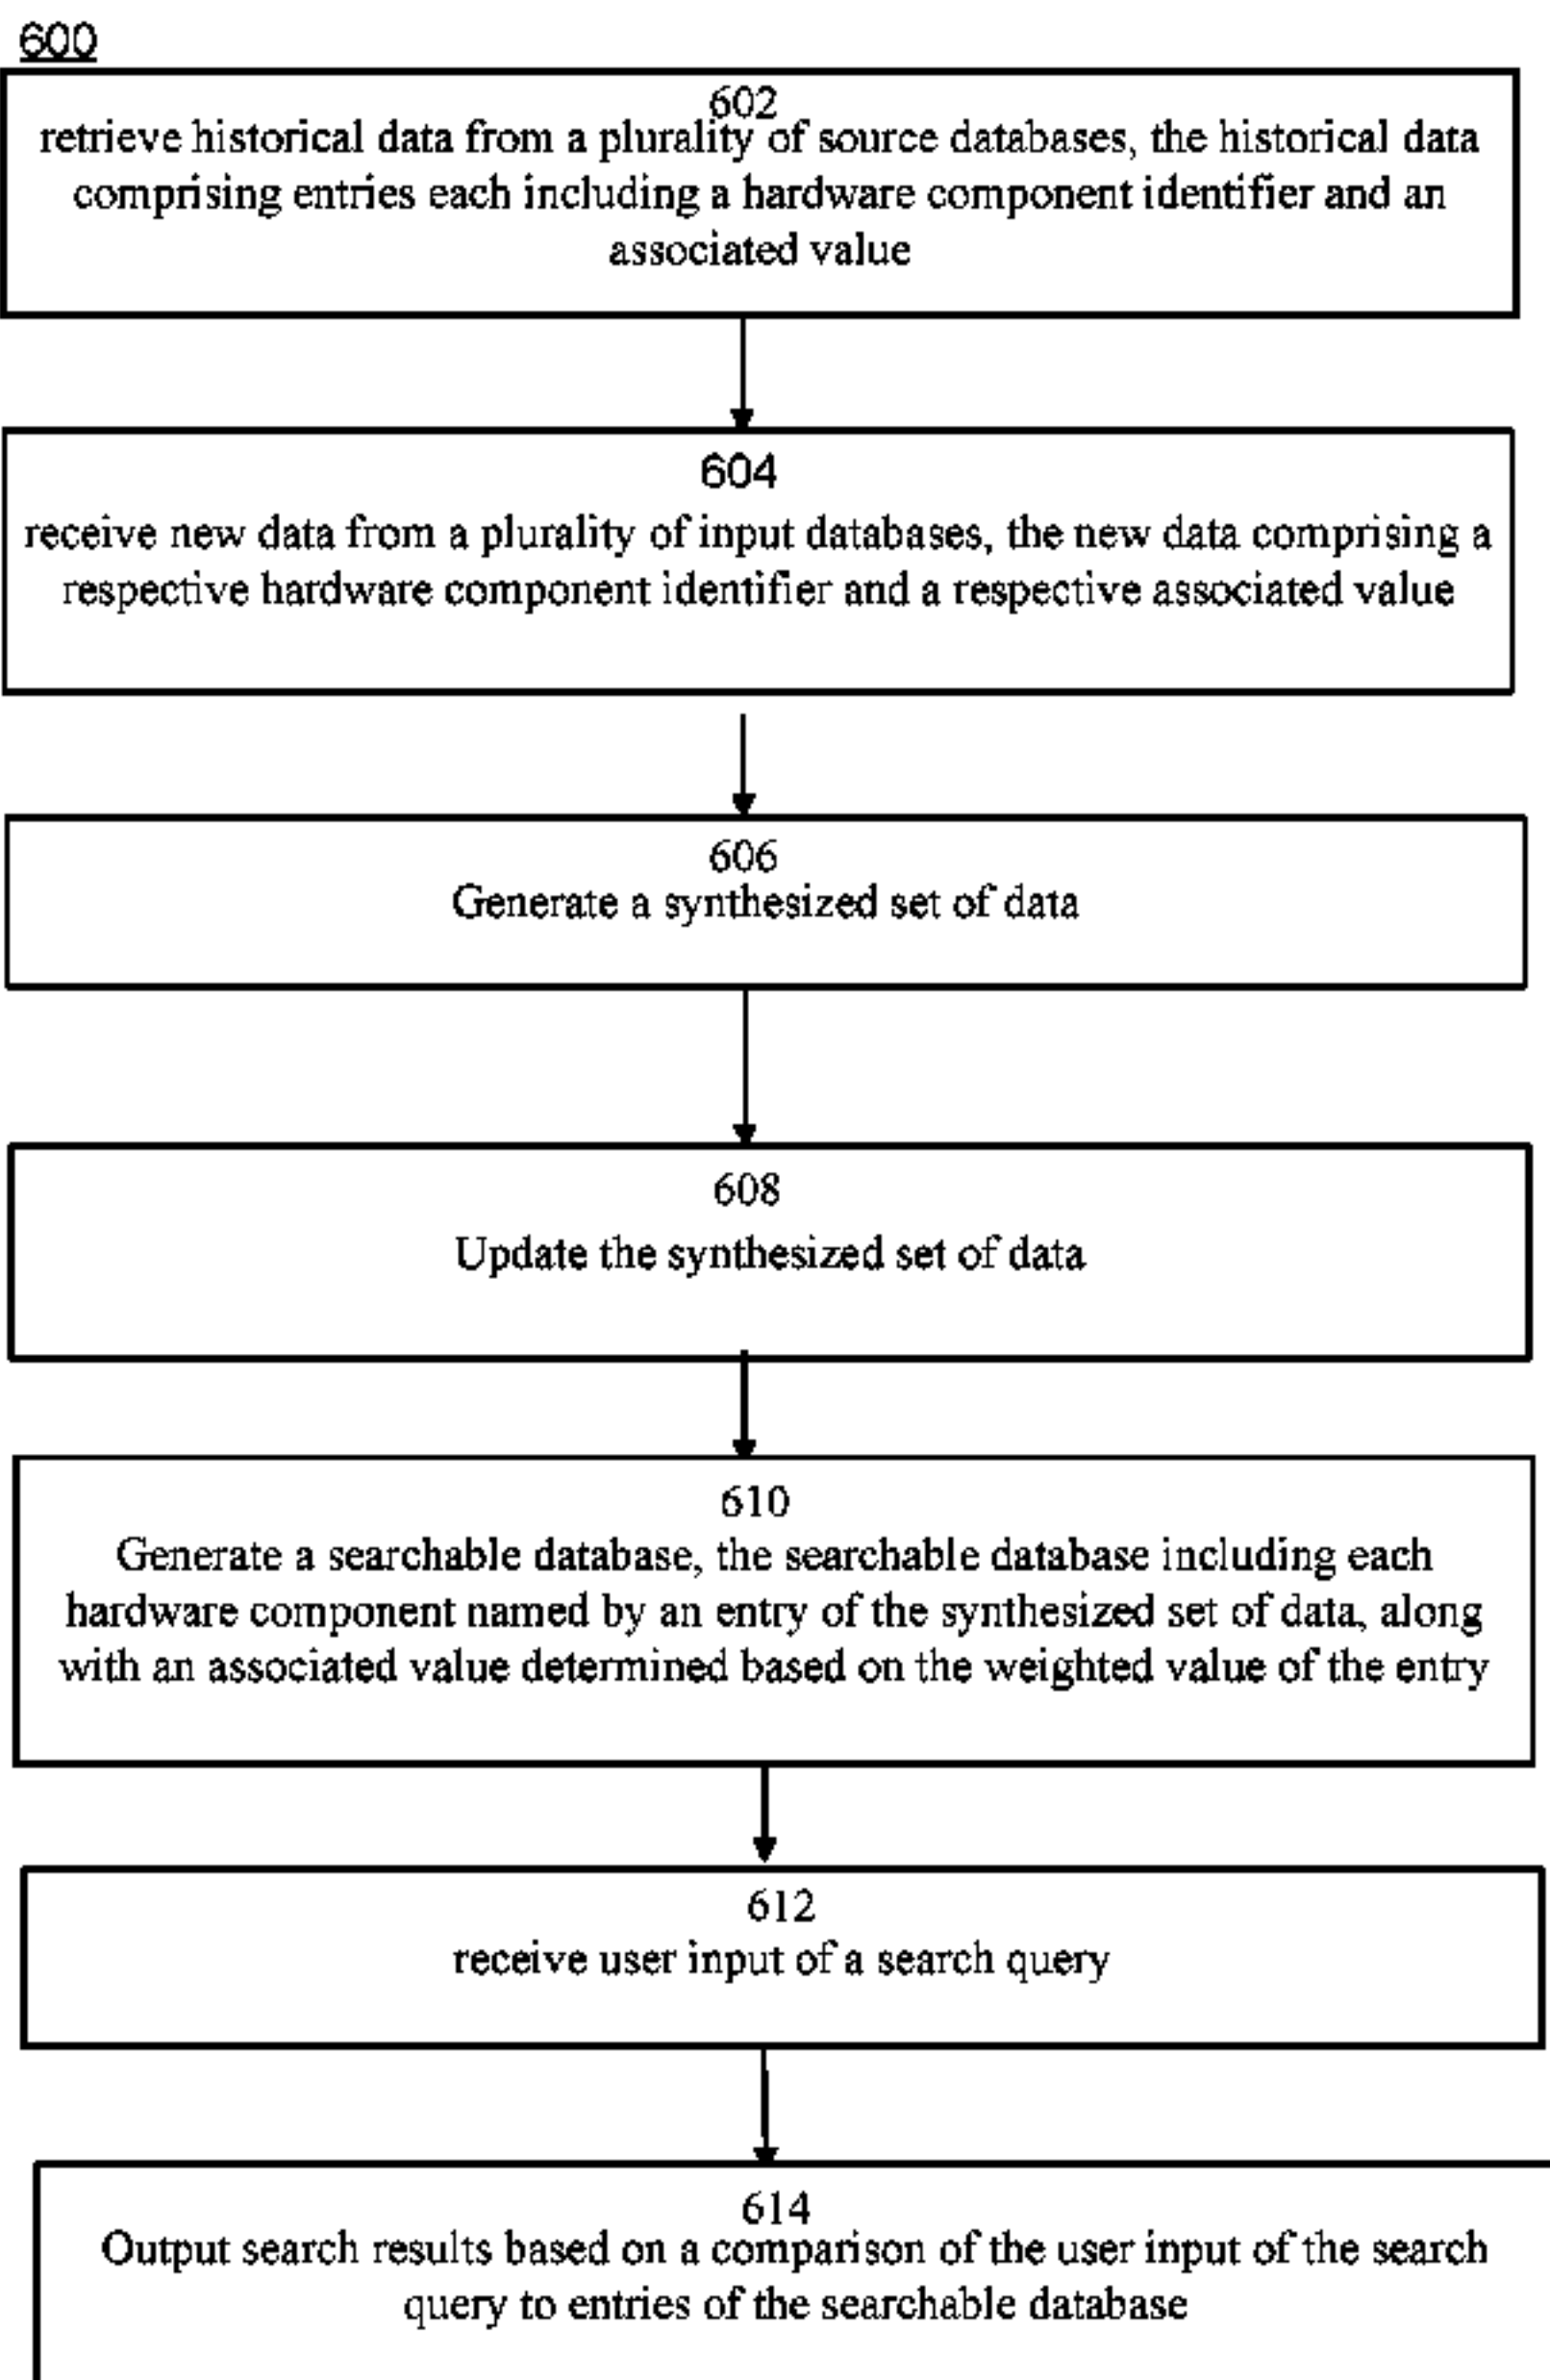 600
602
retrieve historical data from a plurality of source databases, the historical data
comprising entries each including a hardware component identifier and an
associated value
604
receive new data from a plurality of input databases, the new data comprising a
respective hardware component identifier and a respective associated value
606
Generate a synthesized set of data
608
Update the synthesized set of data
610
Generate a searchable database, the searchable database including each
hardware component named by an entry of the synthesized set of data, along
with an associated value determined based on the weighted value of the entry
612
receive user input of a search query
614
Output search results based on a comparison of the user input of the search
query to entries of the searchable database